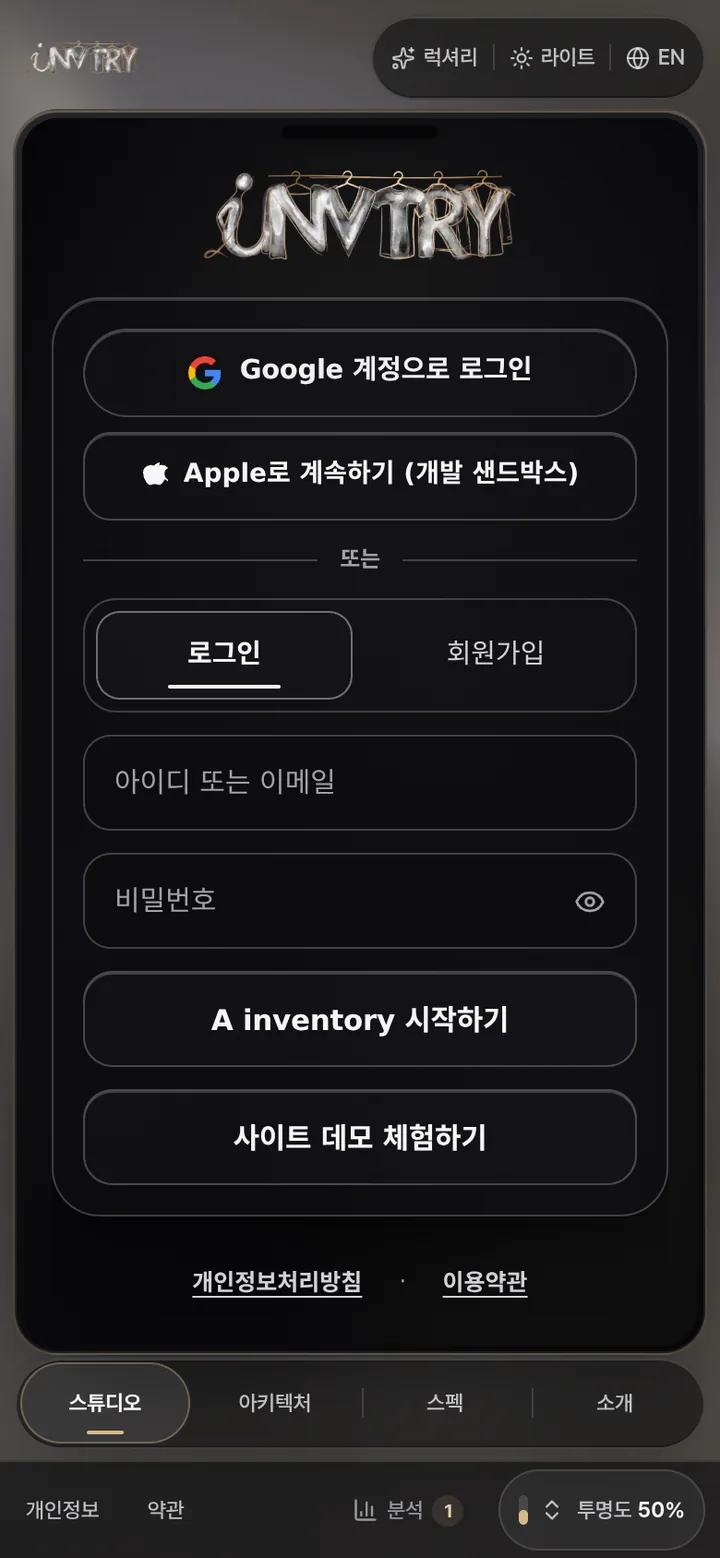 iNVTRY
럭셔리
라이트
EN
iNVTRY
Google 계정으로 로그인
Apple로 계속하기 (개발 샌드박스)
또는
로그인
회원가입
아이디 또는 이메일
비밀번호
A inventory 시작하기
사이트 데모 체험하기
개인정보처리방침 · 이용약관
스튜디오
아키텍처
스펙
소개
개인정보
약관
분석 1
투명도 50%